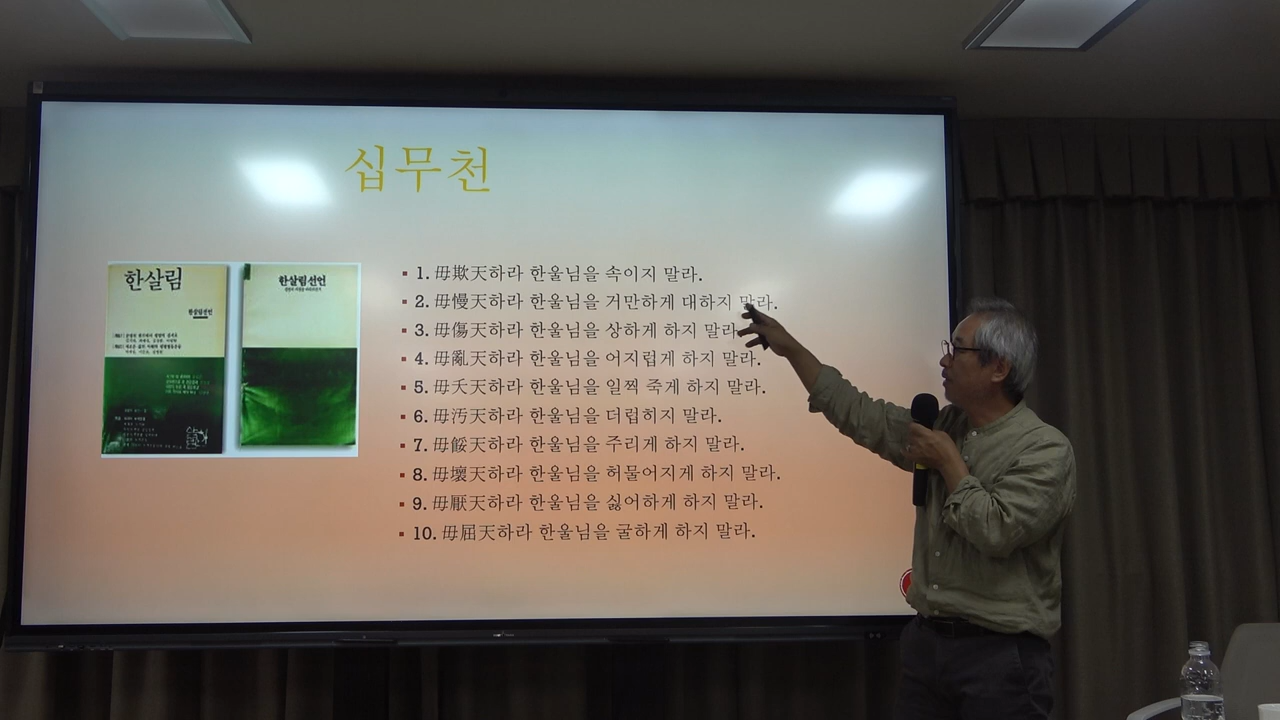 십무천
한살림
한살림선언
한살림선언
1. 毋欺天하라 한울님을 속이지 말라.
2. 毋慢天하라 한울님을 거만하게 대하지 말라.
3. 毋傷天하라 한울님을 상하게 하지 말라
4. 毋亂天하라 한울님을 어지럽게 하지 말라.
5. 毋夭天하라 한울님을 일찍 죽게 하지 말라.
6. 毋汚天하라 한울님을 더럽히지 말라.
7. 毋餒天하라 한울님을 주리게 하지 말라.
8. 毋壞天하라 한울님을 허물어지게 하지 말라.
9. 毋厭天하라 한울님을 싫어하게 하지 말라.
10. 毋屈天하라 한울님을 굴하게 하지 말라.